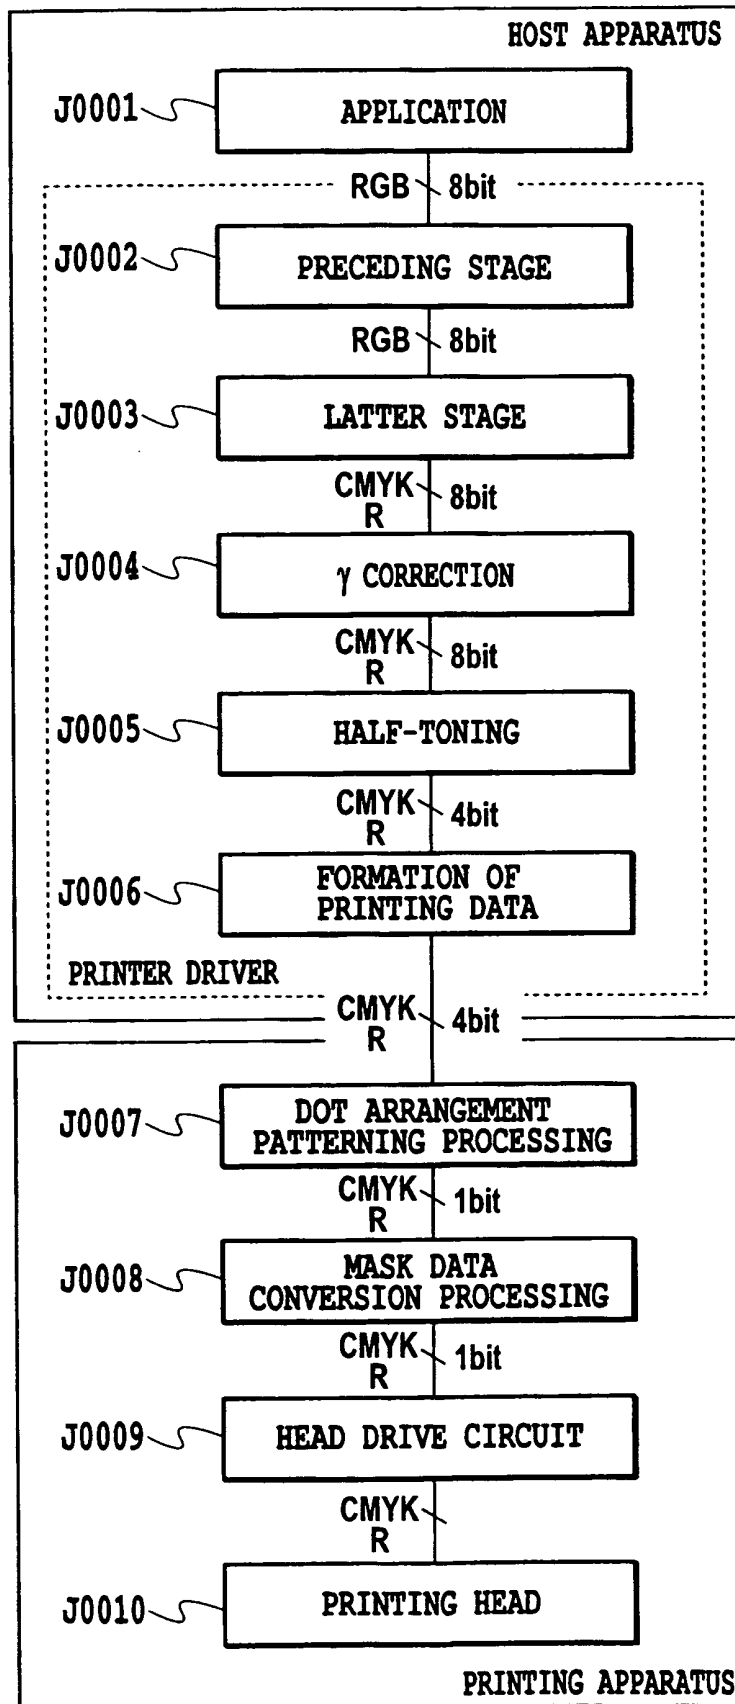 HOST APPARATUS
J0001
APPLICATION
RGB 8bit
J0002
PRECEDING STAGE
RGB 8bit
J0003
LATTER STAGE
CMYK 8bit
R
J0004
γ CORRECTION
CMYK 8bit
R
J0005
HALF-TONING
CMYK 4bit
R
J0006
FORMATION OF
PRINTING DATA
PRINTER DRIVER
CMYK 4bit
R
J0007
DOT ARRANGEMENT
PATTERNING PROCESSING
CMYK 1bit
R
J0008
MASK DATA
CONVERSION PROCESSING
CMYK 1bit
R
J0009
HEAD DRIVE CIRCUIT
CMYK
R
J0010
PRINTING HEAD
PRINTING APPARATUS